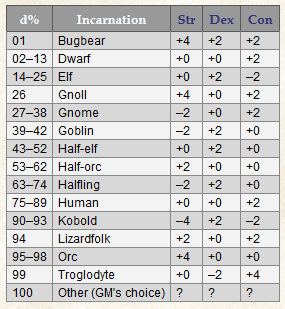 d% Incarnation Str Dex Con
01 Bugbear +4 +2 +2
02–13 Dwarf +0 +0 +2
14–25 Elf +0 +2 –2
26 Gnoll +4 +0 +2
27–38 Gnome –2 +0 +2
39–42 Goblin –2 +2 +0
43–52 Half-elf +0 +2 +0
53–62 Half-orc +2 +0 +0
63–74 Halfling –2 +2 +0
75–89 Human +0 +0 +2
90–93 Kobold –4 +2 –2
94 Lizardfolk +2 +0 +2
95–98 Orc +4 +0 +0
99 Troglodyte +0 –2 +4
100 Other (GM's choice) ? ? ?